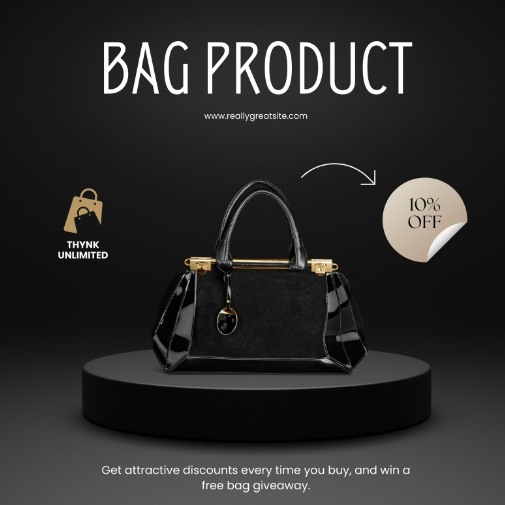 BAG PRODUCT
www.reallygreatsite.com
10%
OFF
THYNK
UNLIMITED
Get attractive discounts every time you buy, and win a
free bag giveaway.